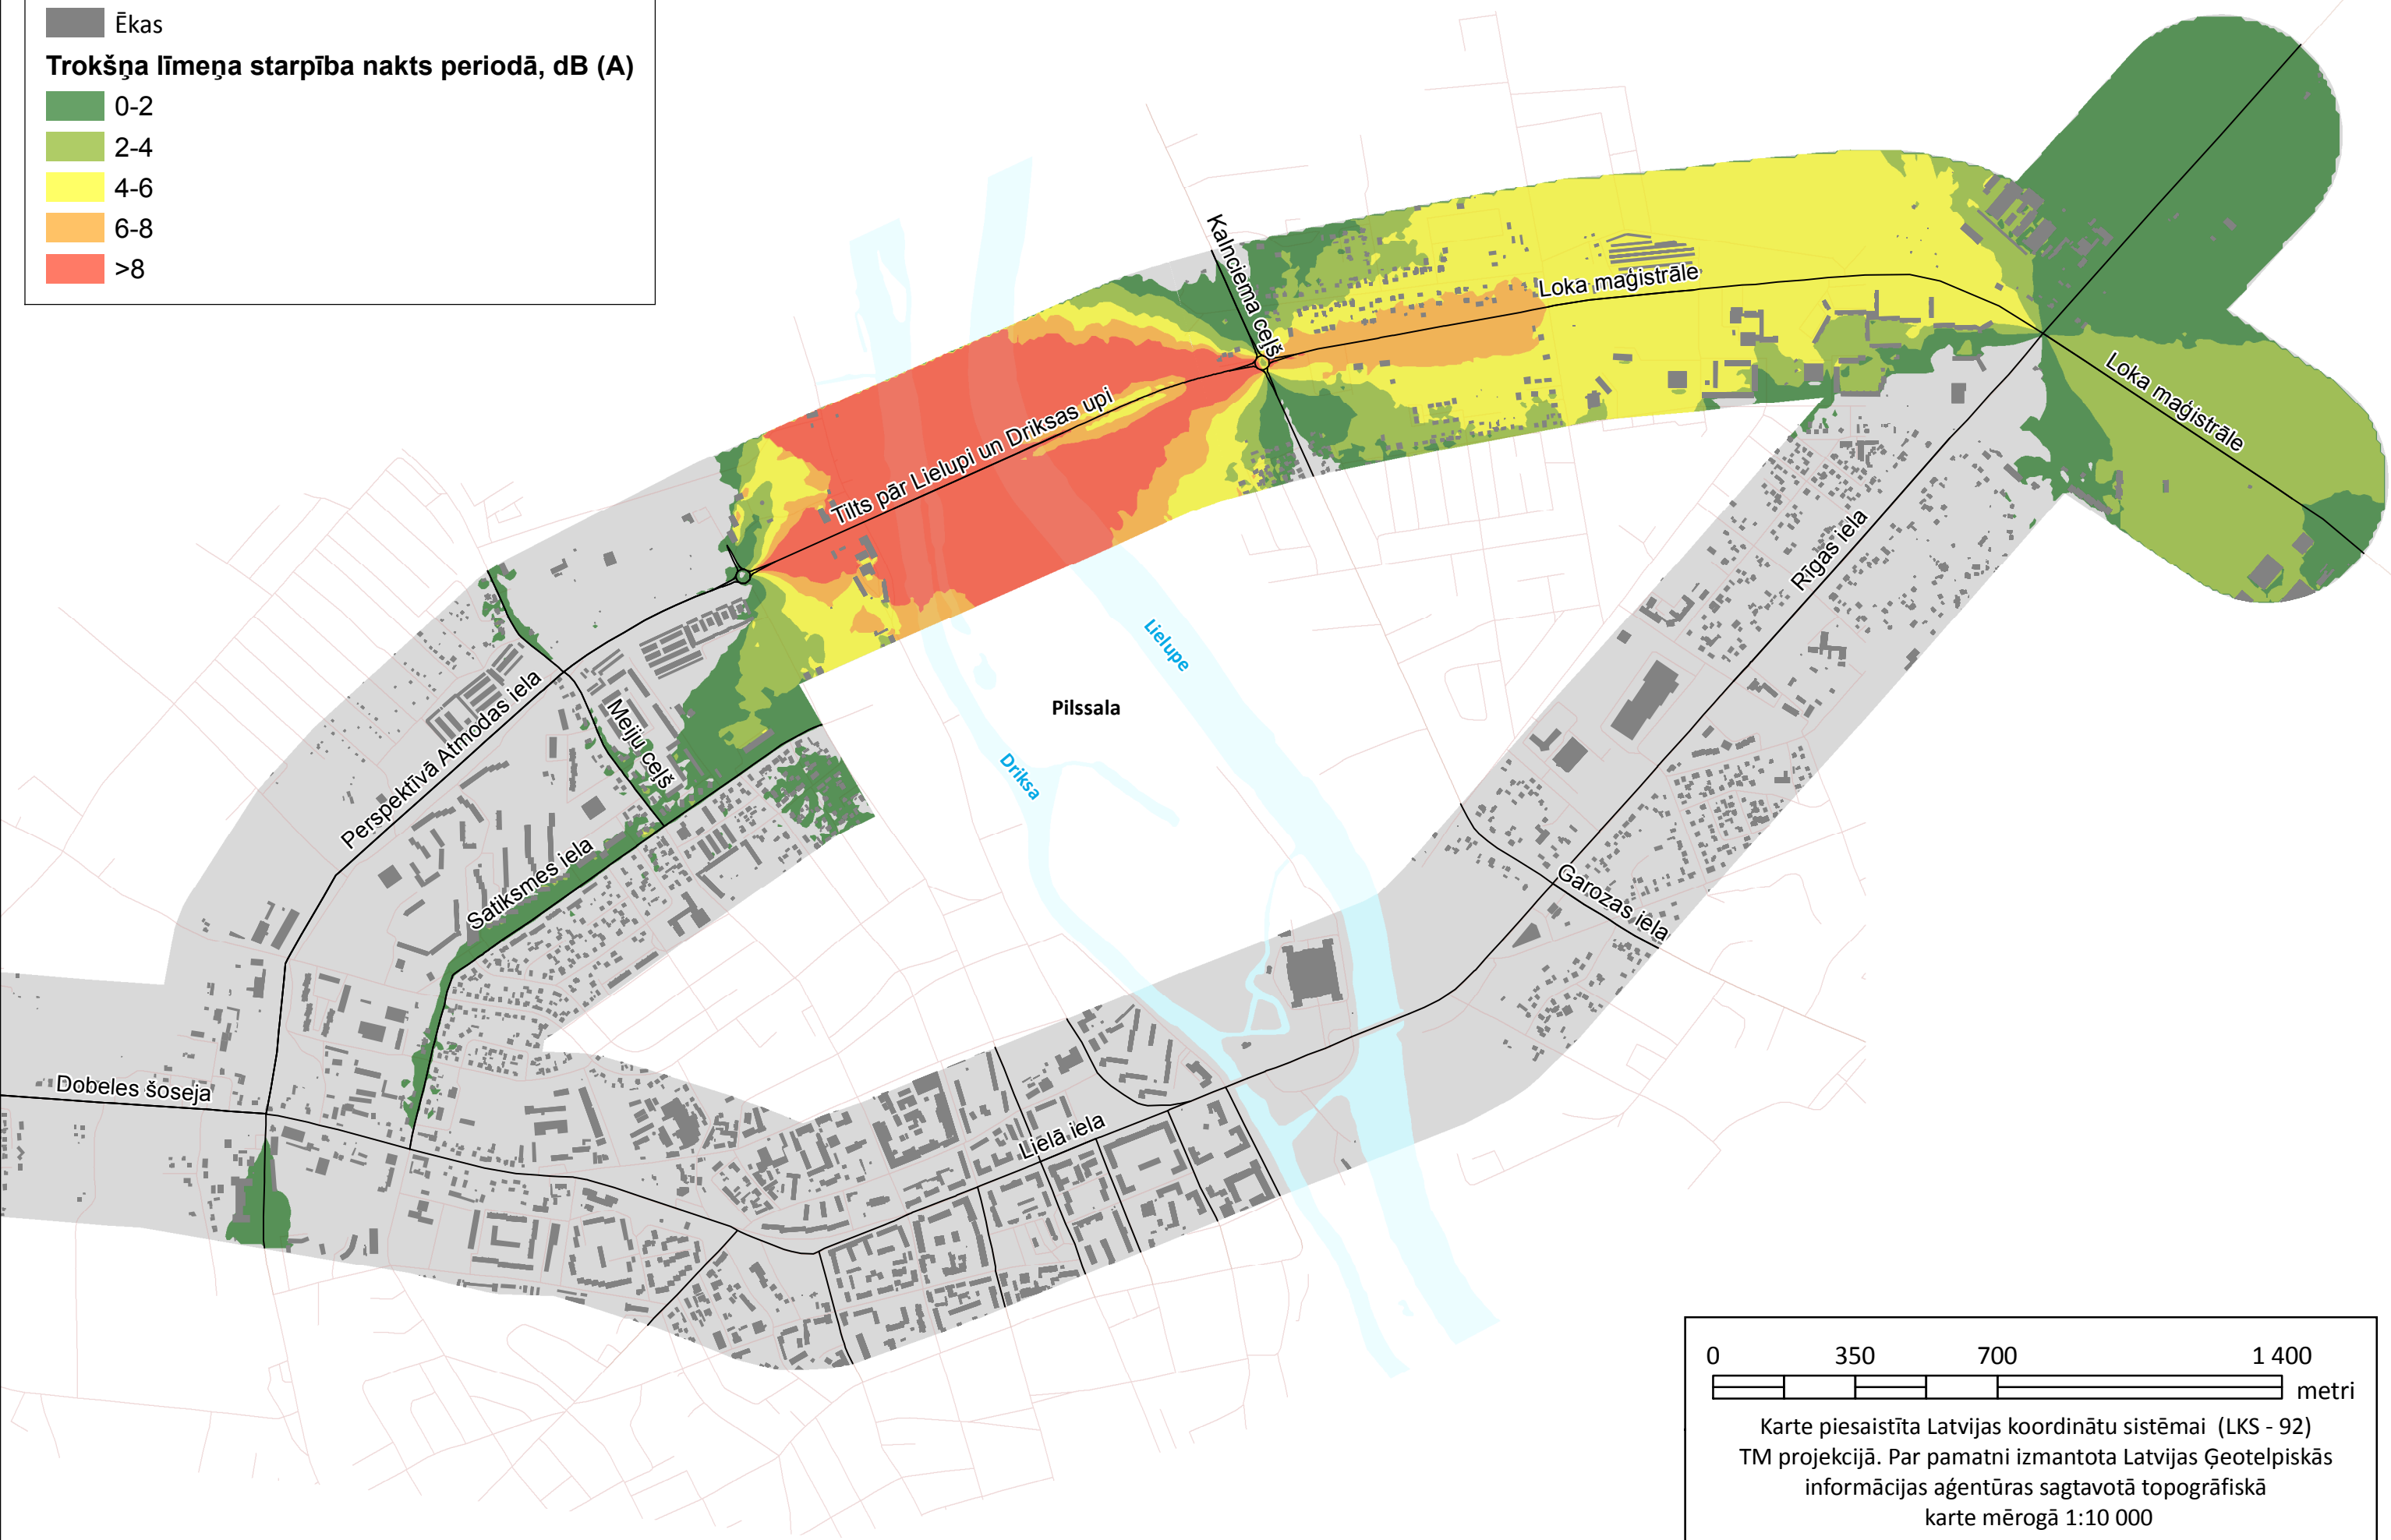 Ēkas
Trokšņa līmeņa starpība nakts periodā, dB (A)
0-2
2-4
4-6
6-8
>8
Kalnciema ceļš
Loka maģistrāle
Loka maģistrāle
Tilts pār Lielupi un Driksas upi
Rīgas iela
Lielupe
Pilssala
Driksa
Perspektīvā Atmodas iela
Meiju ceļš
Satiksmes iela
Garozas iela
Dobeles šoseja
Lielā iela
0 350 700 1 400
metri
Karte piesaistīta Latvijas koordinātu sistēmai (LKS - 92)
TM projekcijā. Par pamatni izmantota Latvijas Ģeotelpiskās
informācijas aģentūras sagtavotā topogrāfiskā
karte mērogā 1:10 000